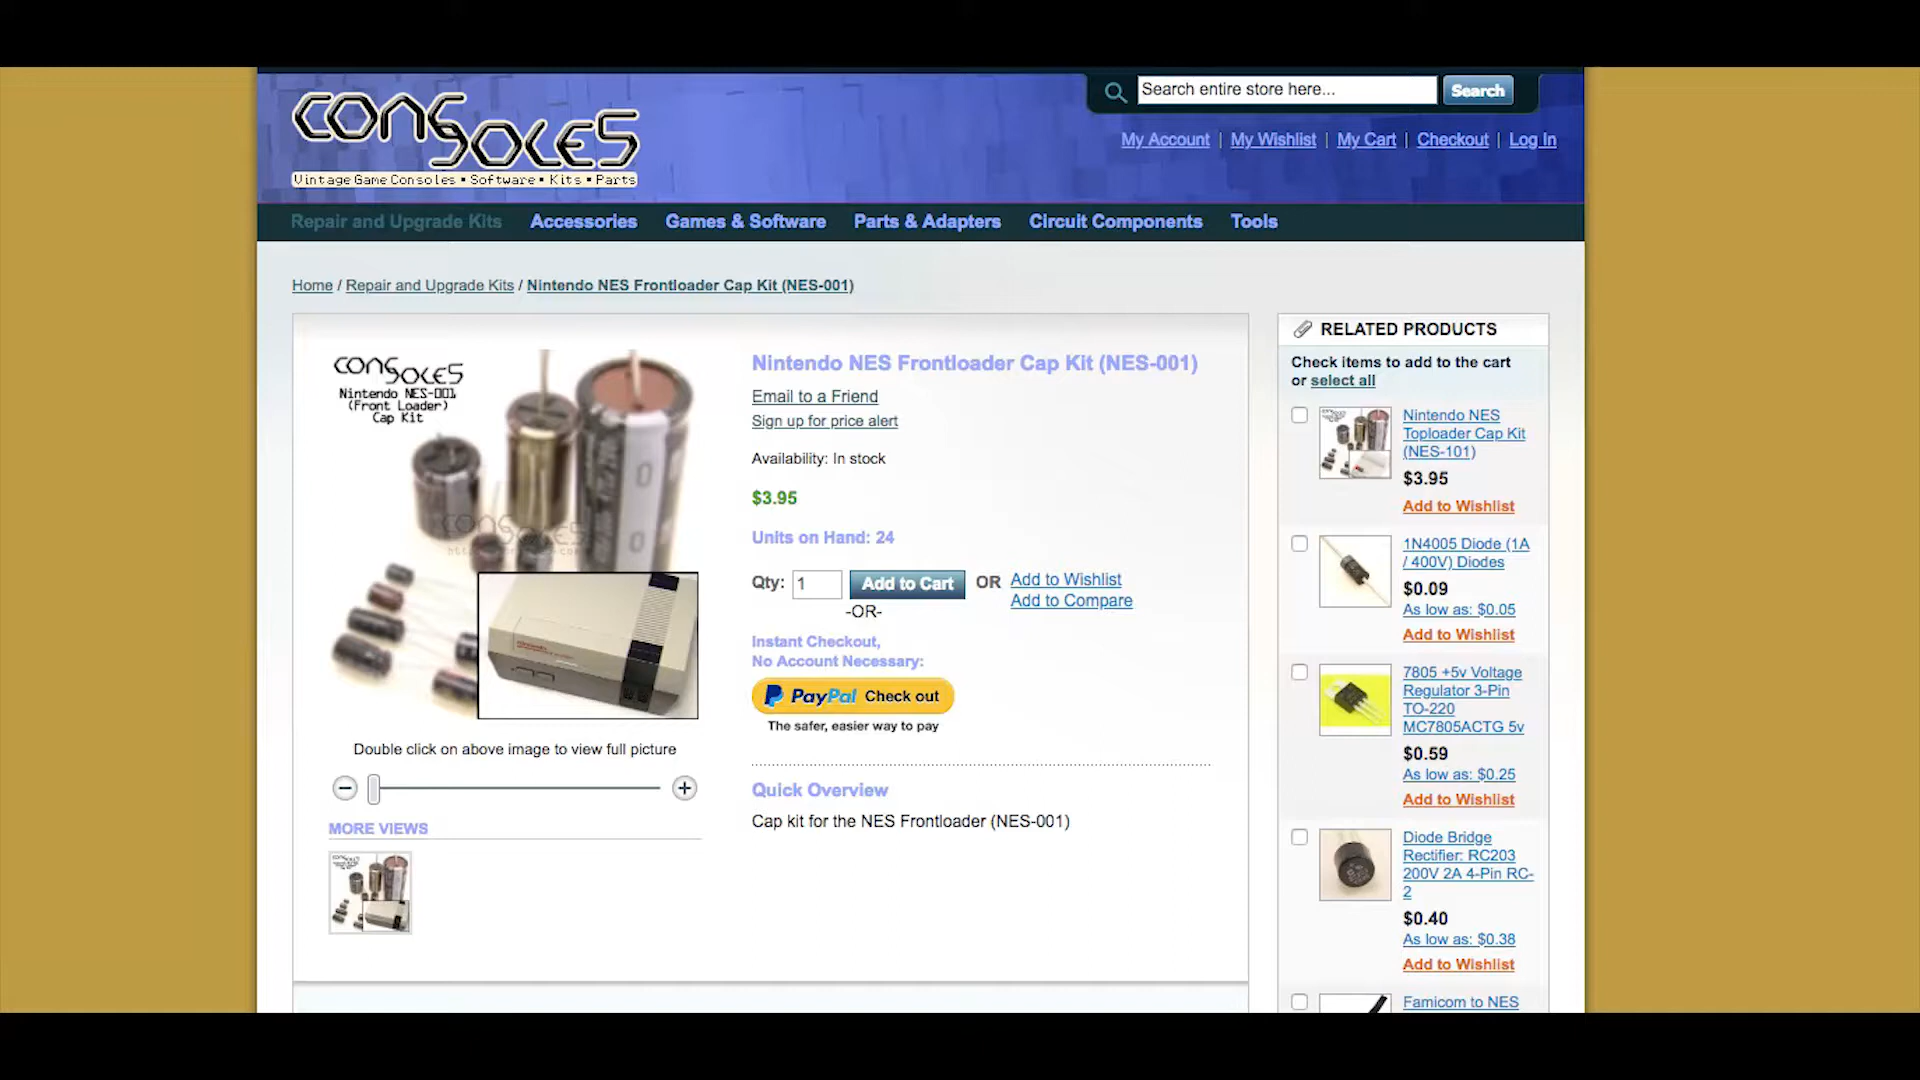 CONSOLES
Vintage Game Consoles ▪ Software ▪ Kits ▪ Parts
Search entire store here...
Search
My Account | My Wishlist | My Cart | Checkout | Log In
Repair and Upgrade Kits
Accessories
Games & Software
Parts & Adapters
Circuit Components
Tools
Home / Repair and Upgrade Kits / Nintendo NES Frontloader Cap Kit (NES-001)
CONSOLES
Nintendo NES-001
(Front Loader)
Cap Kit
CONSOLES
Double click on above image to view full picture
MORE VIEWS
Nintendo NES Frontloader Cap Kit (NES-001)
Email to a Friend
Sign up for price alert
Availability: In stock
$3.95
Units on Hand: 24
Qty: 1 Add to Cart OR Add to Wishlist
Add to Compare
-OR-
Instant Checkout,
No Account Necessary:
PayPal Check out
The safer, easier way to pay
Quick Overview
Cap kit for the NES Frontloader (NES-001)
RELATED PRODUCTS
Check items to add to the cart
or select all
Nintendo NES
Toploader Cap Kit
(NES-101)
$3.95
Add to Wishlist
1N4005 Diode (1A
/ 400V) Diodes
$0.09
As low as: $0.05
Add to Wishlist
7805 +5v Voltage
Regulator 3-Pin
TO-220
MC7805ACTG 5v
$0.59
As low as: $0.25
Add to Wishlist
Diode Bridge
Rectifier: RC203
200V 2A 4-Pin RC-
2
$0.40
As low as: $0.38
Add to Wishlist
Famicom to NES